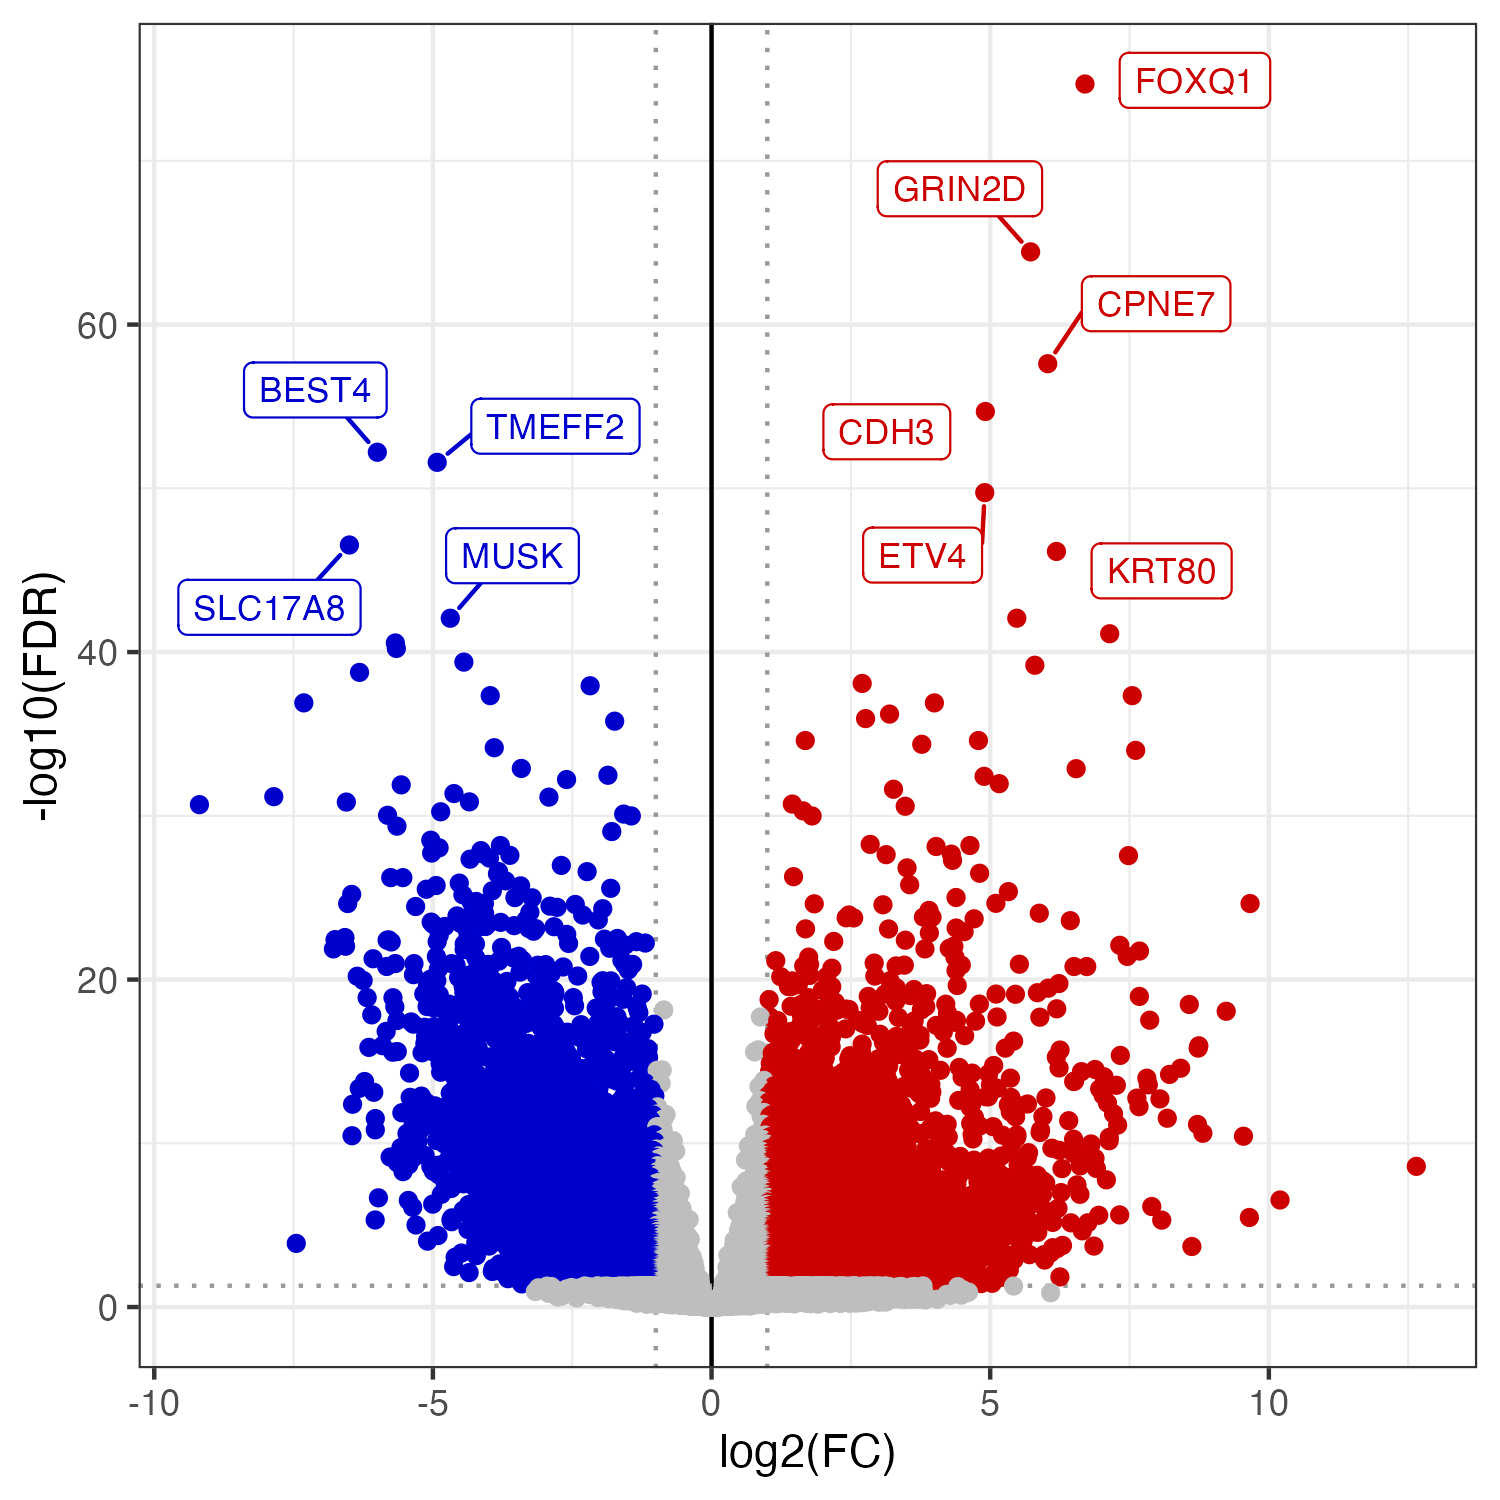 FOXQ1
GRIN2D
CPNE7
60
BEST4
TMEFF2
CDH3
MUSK
ETV4
KRT80
SLC17A8
40
-log10(FDR)
20
0
-10
-5
0
5
10
log2(FC)